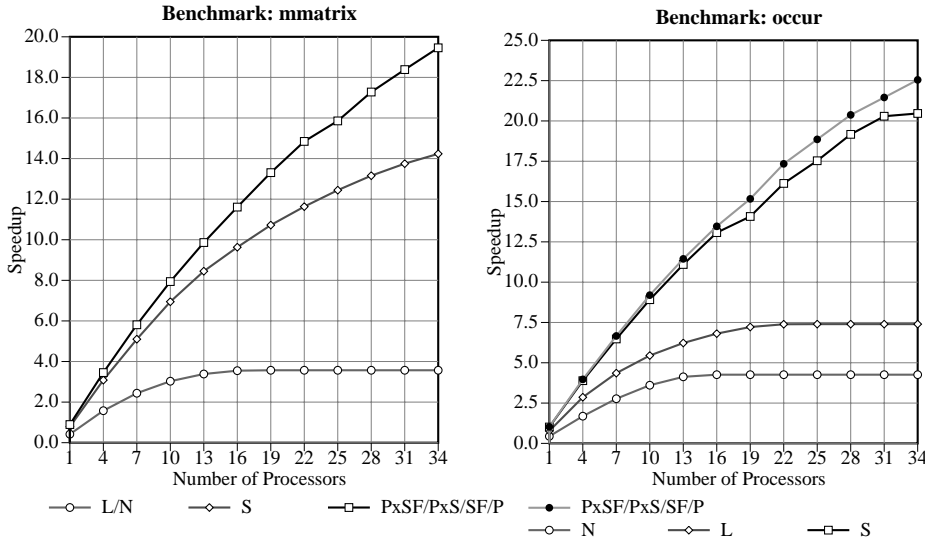 Benchmark: mmatrix
20.0
18.0
16.0
14.0
12.0
10.0
8.0
6.0
4.0
2.0
0.0
Speedup
1 4 7 10 13 16 19 22 25 28 31 34
Number of Processors
L/N S PxSF/PxS/SF/P
Benchmark: occur
25.0
22.5
20.0
17.5
15.0
12.5
10.0
7.5
5.0
2.5
0.0
Speedup
1 4 7 10 13 16 19 22 25 28 31 34
Number of Processors
PxSF/PxS/SF/P
N L S